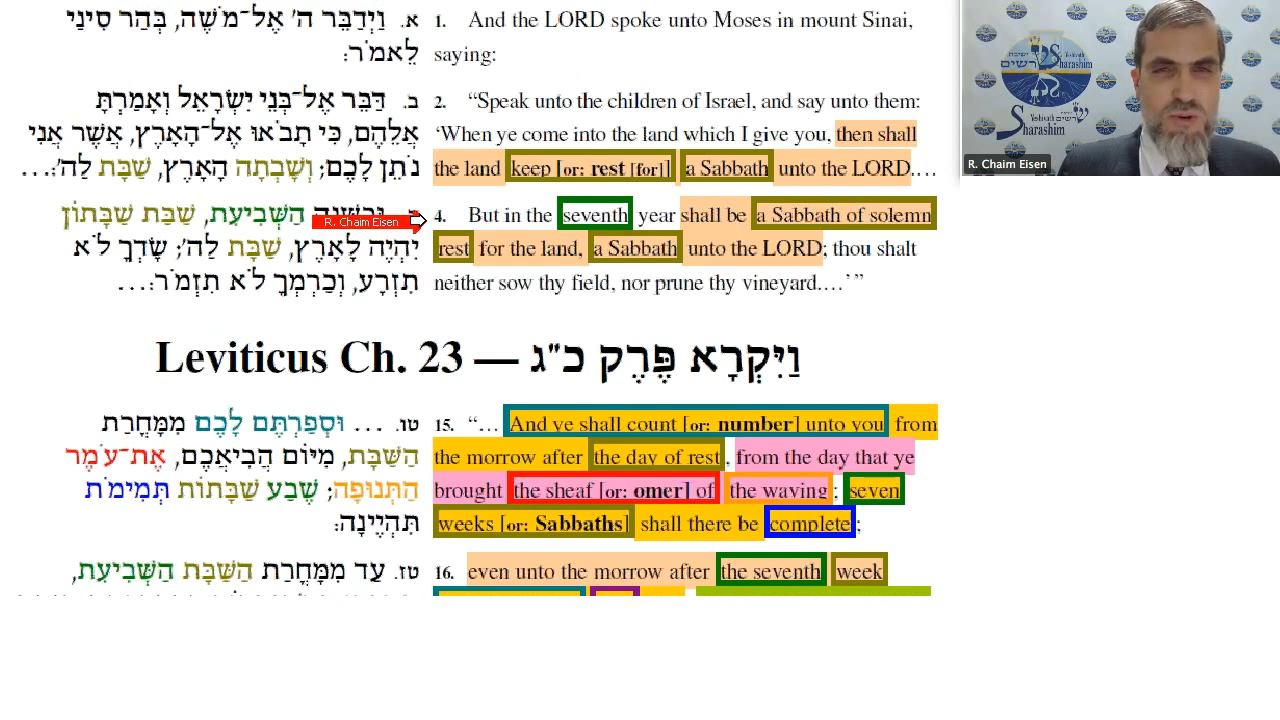 א. וַיְדַבֵּר ה׳ אֶל־מֹשֶׁה, בְּהַר סִינַי
לֵאמֹר:
1. And the LORD spoke unto Moses in mount Sinai,
saying:
ב. דַּבֵּר אֶל־בְּנֵי יִשְׂרָאֵל וְאָמַרְתָּ
אֲלֵהֶם, כִּי תָבֹאוּ אֶל־הָאָרֶץ, אֲשֶׁר אֲנִי
נֹתֵן לָכֶם; וְשָׁבְתָה הָאָרֶץ, שַׁבָּת לַה׳:...
2. “Speak unto the children of Israel, and say unto them:
‘When ye come into the land which I give you, then shall
the land keep [or: rest [for]] a Sabbath unto the LORD....
הַשְּׁבִיעִת, שַׁבַּת שַׁבָּתוֹן
יִהְיֶה לָאָרֶץ, שַׁבָּת לַה׳; שָׂדְךָ לֹא
תִזְרָע, וְכַרְמְךָ לֹא תִזְמֹר:...
R. Chaim Eisen
4. But in the seventh year shall be a Sabbath of solemn
rest for the land, a Sabbath unto the LORD; thou shalt
neither sow thy field, nor prune thy vineyard....’”
Leviticus Ch. 23 — וַיִּקְרָא פֶּרֶק כ״ג
טו. ... וּסְפַרְתֶּם לָכֶם מִמָּחֳרַת
הַשַּׁבָּת, מִיּוֹם הֲבִיאֲכֶם, אֶת־עֹמֶר
הַתְּנוּפָה; שֶׁבַע שַׁבָּתוֹת תְּמִימֹת
תִּהְיֶינָה:
15. “... And ye shall count [or: number] unto you from
the morrow after the day of rest, from the day that ye
brought the sheaf [or: omer] of the waving; seven
weeks [or: Sabbaths] shall there be complete;
טז. עַד מִמָּחֳרַת הַשַּׁבָּת הַשְּׁבִיעִת,
16. even unto the morrow after the seventh week
ישיבת שרשים
Yeshivath Sharashim
R. Chaim Eisen